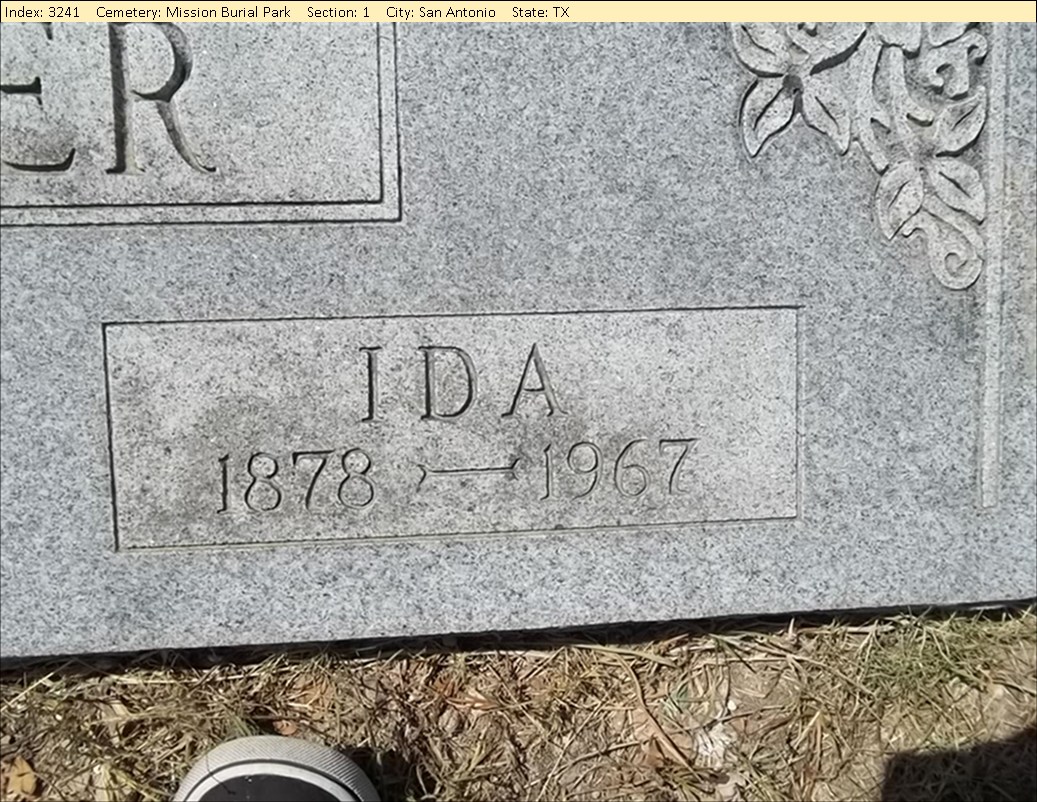 Index: 3241 Cemetery: Mission Burial Park Section: 1 City: San Antonio State: TX
ER
IDA
1878 — 1967